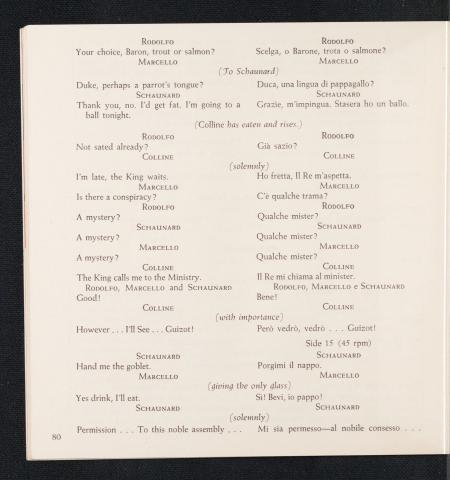 RODOLFO RODOLFO
Your choice, Baron, trout or salmon? Scelga, o Barone, trota o salmone?
MARCELLO MARCELLO
(To Schaunard)
Duke, perhaps a parrot's tongue? Duca, una lingua di pappagallo?
SCHAUNARD SCHAUNARD
Thank you, no. I'd get fat. I'm going to a Grazie, m'impingua. Stasera ho un ballo.
ball tonight.
(Colline has eaten and rises.)
RODOLFO RODOLFO
Not sated already? Già sazio?
COLLINE COLLINE
(solemnly)
I'm late, the King waits. Ho fretta, Il Re m'aspetta.
MARCELLO MARCELLO
Is there a conspiracy? C'è qualche trama?
RODOLFO RODOLFO
A mystery? Qualche mister?
SCHAUNARD SCHAUNARD
A mystery? Qualche mister?
MARCELLO MARCELLO
A mystery? Qualche mister?
COLLINE COLLINE
The King calls me to the Ministry. Il Re mi chiama al minister.
RODOLFO, MARCELLO and SCHAUNARD RODOLFO, MARCELLO e SCHAUNARD
Good! Bene!
COLLINE COLLINE
(with importance)
However . . . I'll See . . . Guizot! Però vedrò, vedrò . . . Guizot!
Side 15 (45 rpm)
SCHAUNARD SCHAUNARD
Hand me the goblet. Porgimi il nappo.
MARCELLO MARCELLO
(giving the only glass)
Yes drink, I'll eat. Si! Bevi, io pappo!
SCHAUNARD SCHAUNARD
(solemnly)
Permission . . . To this noble assembly . . . Mi sia permesso—al nobile consesso . . .
80